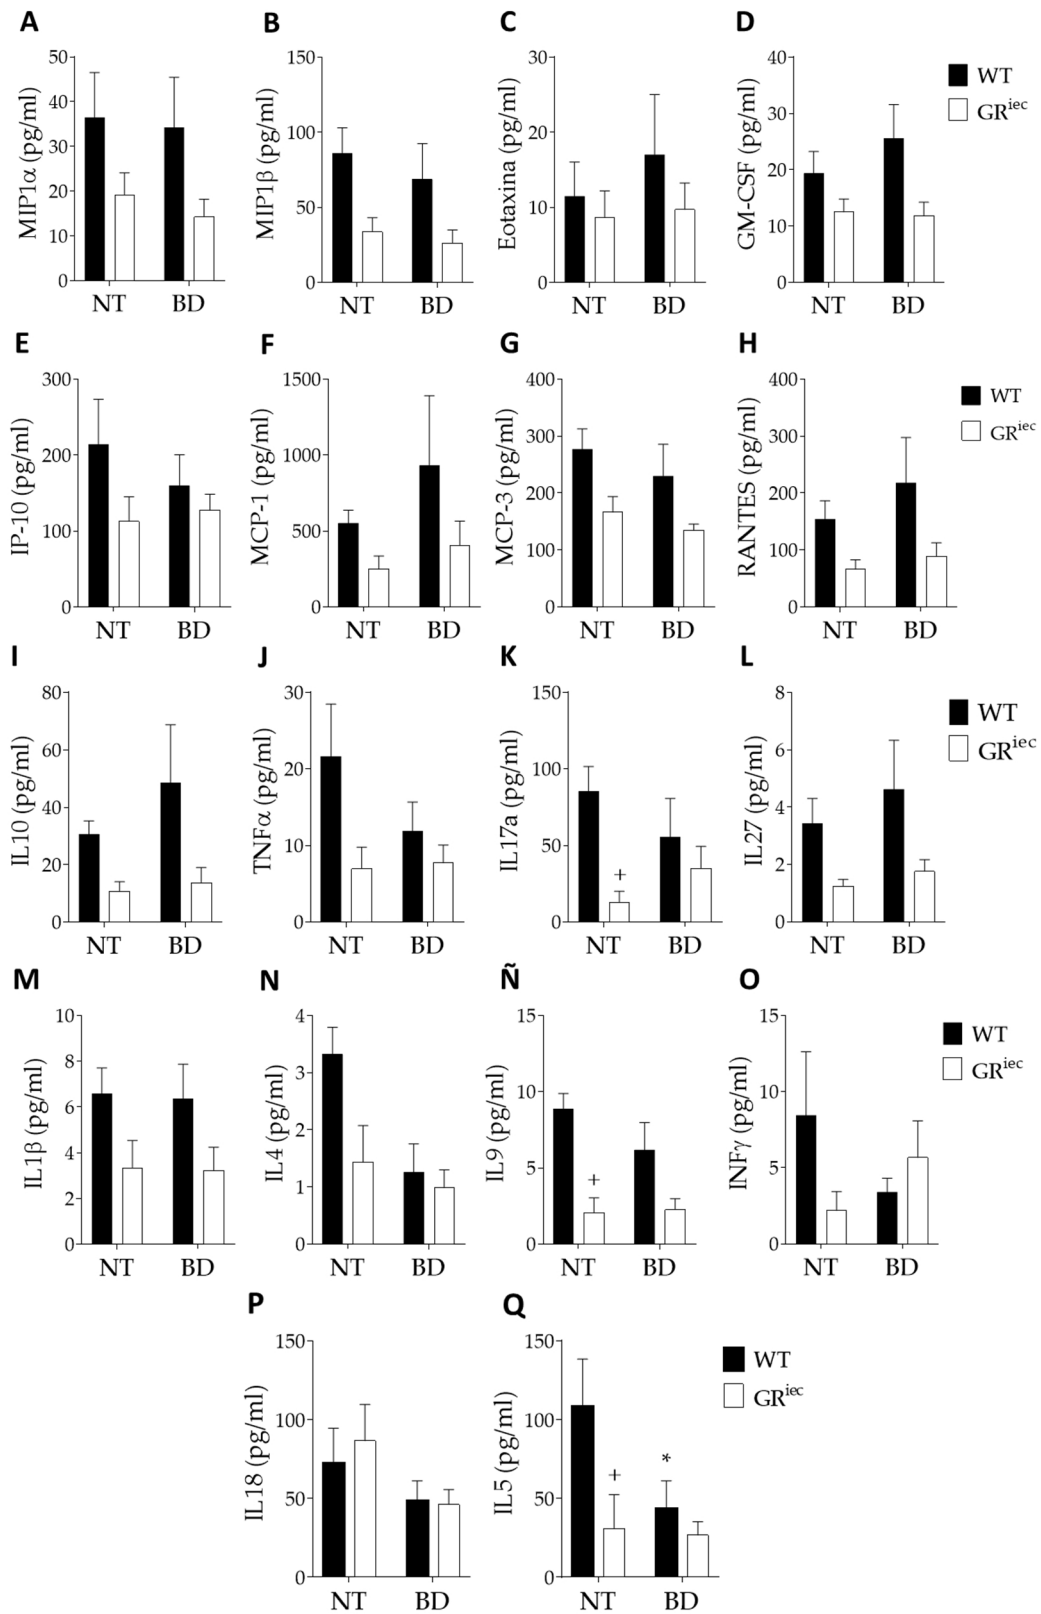 A
B
C
D
MIP1α (pg/ml)
50
40
30
20
10
0
NT BD
MIP1β (pg/ml)
150
100
50
0
NT BD
Eotaxina (pg/ml)
30
20
10
0
NT BD
GM-CSF (pg/ml)
40
30
20
10
0
NT BD
WT
GRiec
E
F
G
H
IP-10 (pg/ml)
300
200
100
0
NT BD
MCP-1 (pg/ml)
1500
1000
500
0
NT BD
MCP-3 (pg/ml)
400
300
200
100
0
NT BD
RANTES (pg/ml)
400
300
200
100
0
NT BD
WT
GRiec
I
J
K
L
IL10 (pg/ml)
80
60
40
20
0
NT BD
TNFα (pg/ml)
30
20
10
0
NT BD
IL17a (pg/ml)
150
100
50
0
+
NT BD
IL27 (pg/ml)
8
6
4
2
0
NT BD
WT
GRiec
M
N
Ñ
O
IL1β (pg/ml)
10
8
6
4
2
0
NT BD
IL4 (pg/ml)
4
3
2
1
0
NT BD
IL9 (pg/ml)
15
10
5
0
+
NT BD
INFγ (pg/ml)
15
10
5
0
NT BD
WT
GRiec
P
Q
IL18 (pg/ml)
150
100
50
0
NT BD
IL5 (pg/ml)
150
100
50
0
+
*
NT BD
WT
GRiec